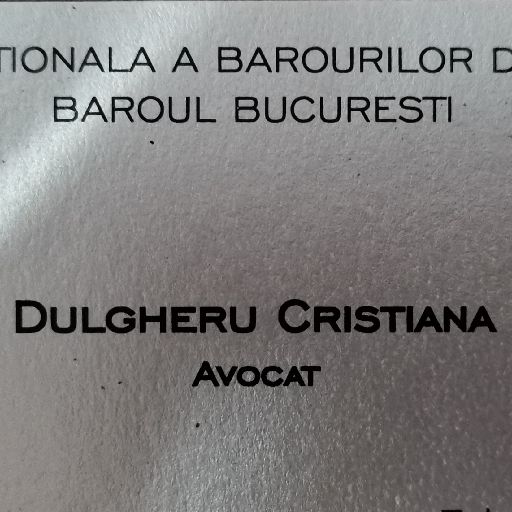 TIONALA A BAROURILOR D
BAROUL BUCURESTI
DULGHERU CRISTIANA
AVOCAT